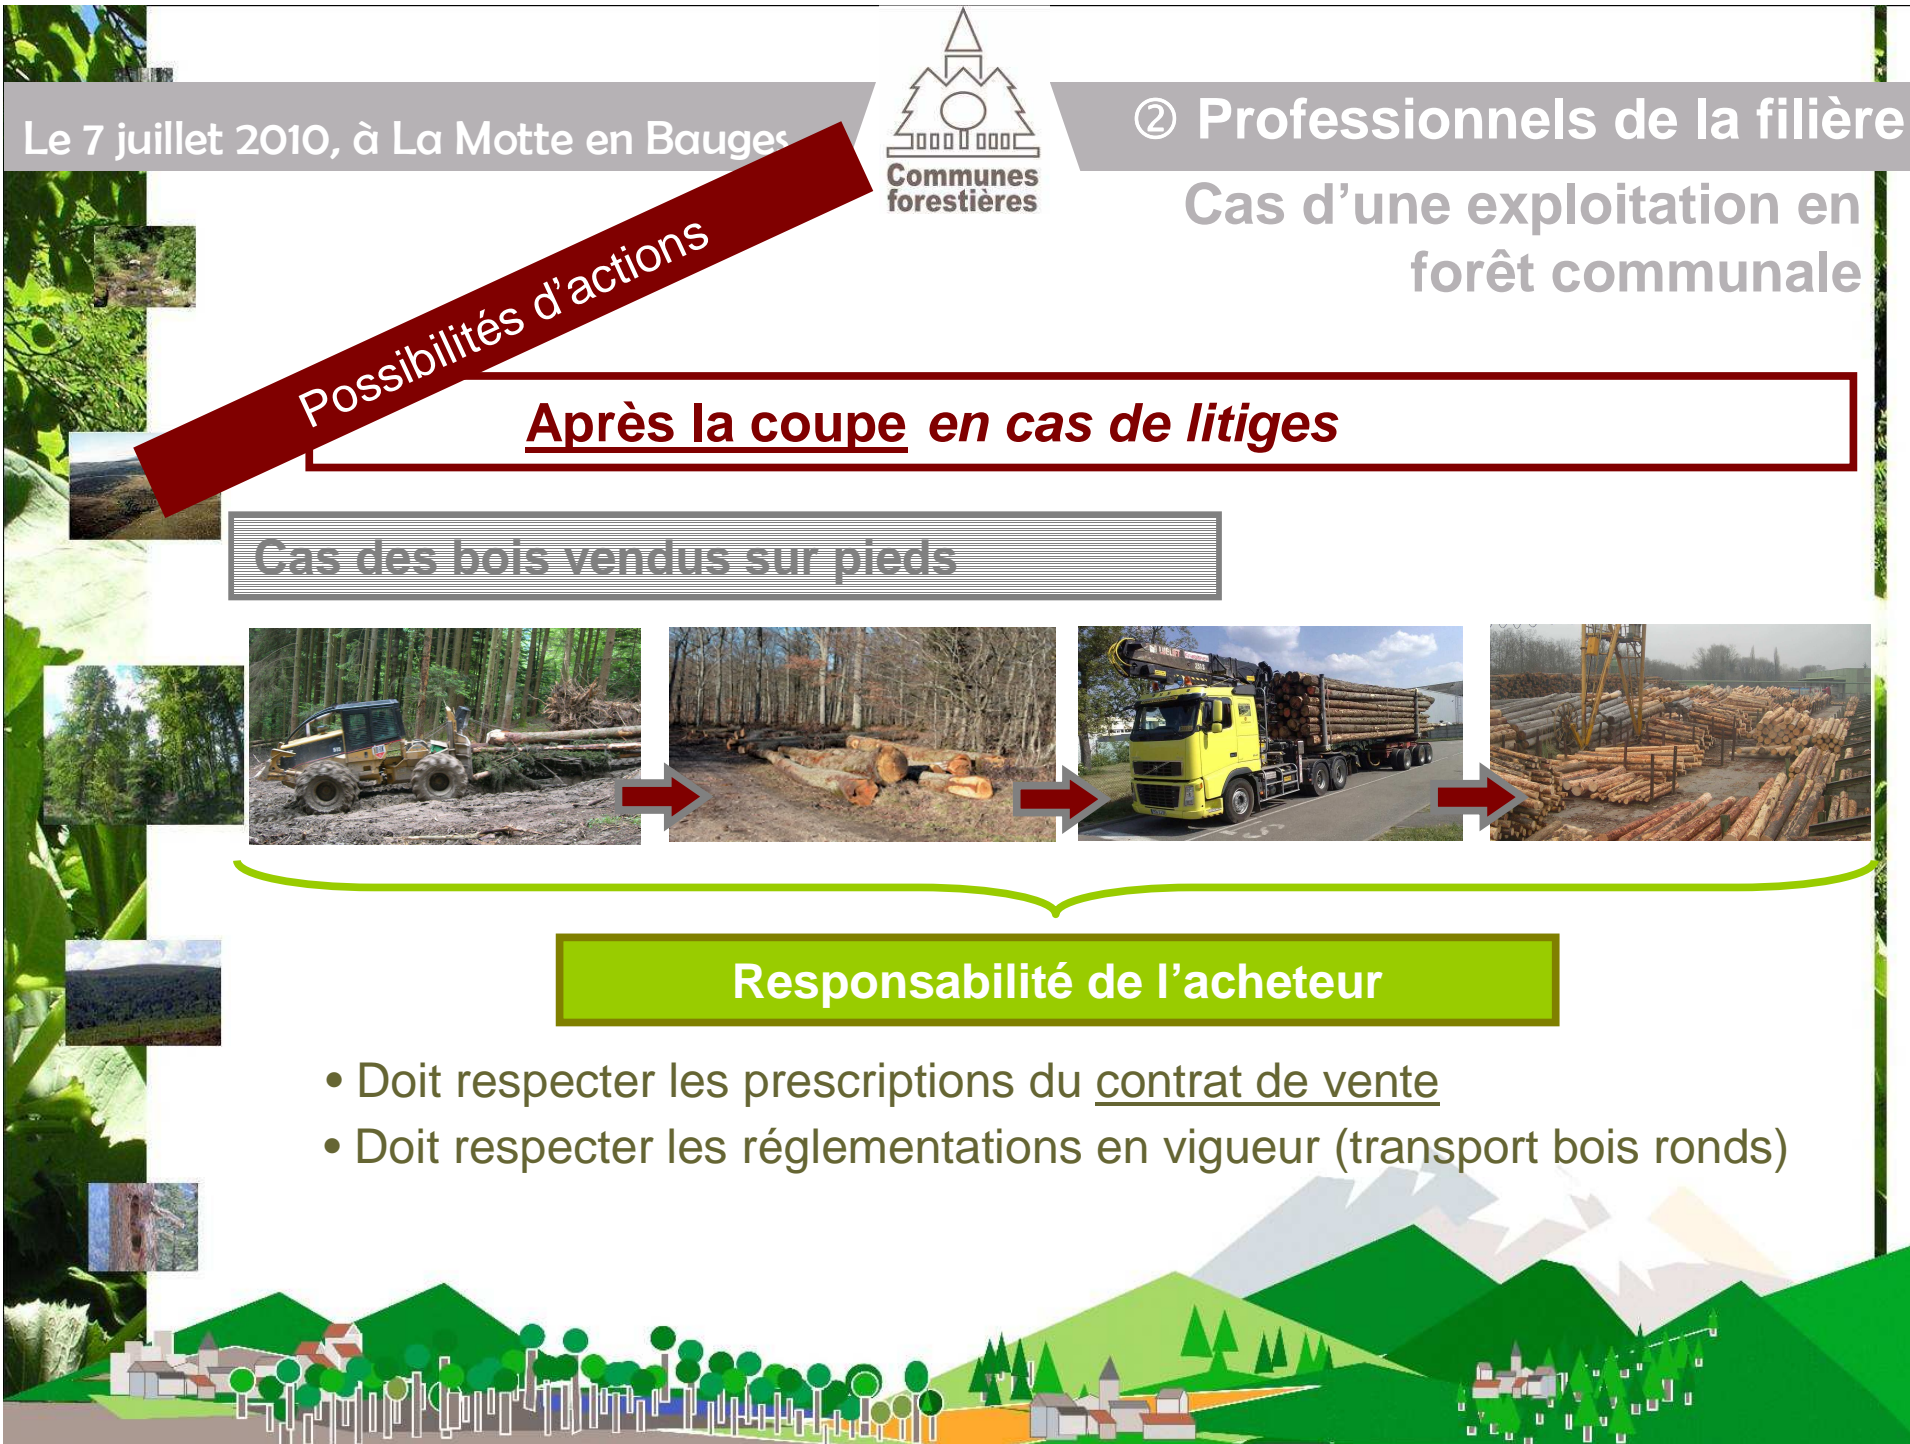 Le 7 juillet 2010, à La Motte en Bauges
Communes
forestières
② Professionnels de la filière
Cas d’une exploitation en
forêt communale
Possibilités d’actions
Après la coupe en cas de litiges
Cas des bois vendus sur pieds
Responsabilité de l’acheteur
• Doit respecter les prescriptions du contrat de vente
• Doit respecter les réglementations en vigueur (transport bois ronds)